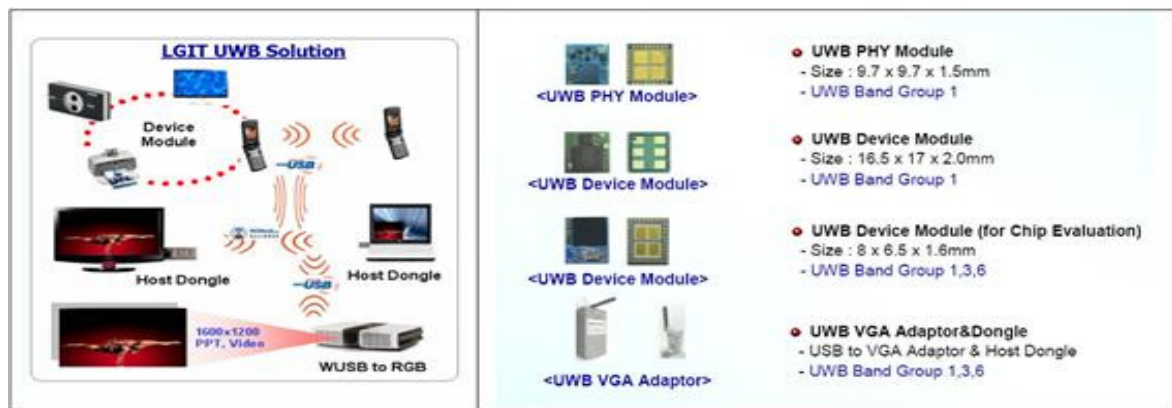 LGIT UWB Solution
Device
Module
USB
USB
Host Dongle
Host Dongle
1600x1200
PPT, Video
WUSB to RGB
<UWB PHY Module>
UWB PHY Module
- Size : 9.7 x 9.7 x 1.5mm
- UWB Band Group 1
<UWB Device Module>
UWB Device Module
- Size : 16.5 x 17 x 2.0mm
- UWB Band Group 1
<UWB Device Module>
UWB Device Module (for Chip Evaluation)
- Size : 8 x 6.5 x 1.6mm
- UWB Band Group 1,3,6
<UWB VGA Adaptor>
UWB VGA Adaptor&Dongle
- USB to VGA Adaptor & Host Dongle
- UWB Band Group 1,3,6